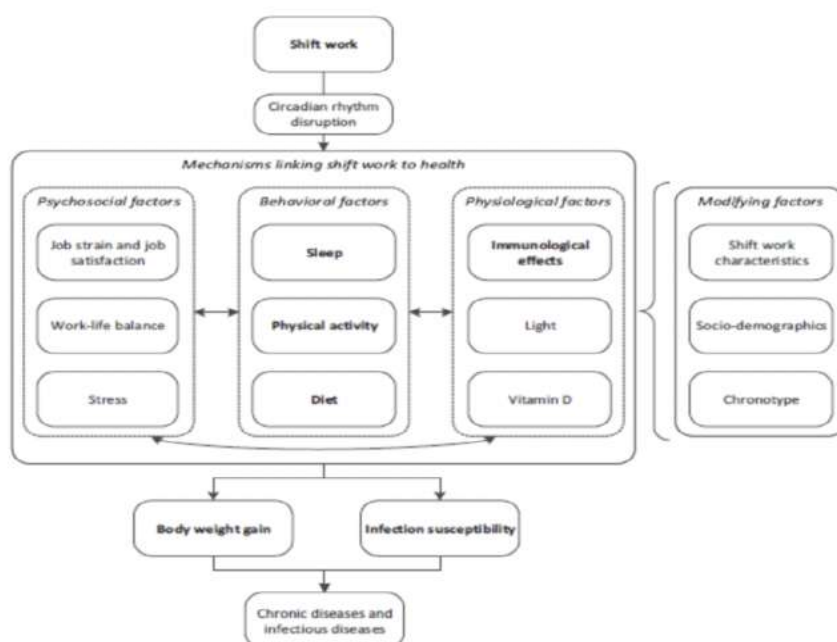 Shift work
Circadian rhythm
disruption
Mechanisms linking shift work to health
Psychosocial factors
Job strain and job
satisfaction
Work-life balance
Stress
Behavioral factors
Sleep
Physical activity
Diet
Physiological factors
Immunological
effects
Light
Vitamin D
Modifying factors
Shift work
characteristics
Socio-demographics
Chronotype
Body weight gain
Infection susceptibility
Chronic diseases and
infectious diseases